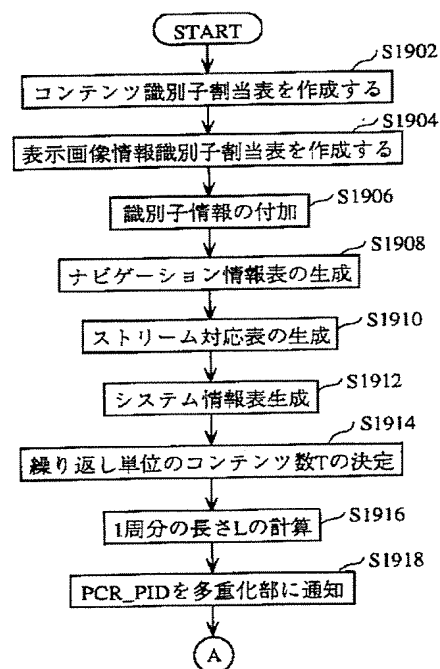 START
S1902
コンテンツ識別子割当表を作成する
S1904
表示画像情報識別子割当表を作成する
S1906
識別子情報の付加
S1908
ナビゲーション情報表の生成
S1910
ストリーム対応表の生成
S1912
システム情報表生成
S1914
繰り返し単位のコンテンツ数Tの決定
S1916
1周分の長さLの計算
S1918
PCR_PIDを多重化部に通知
A